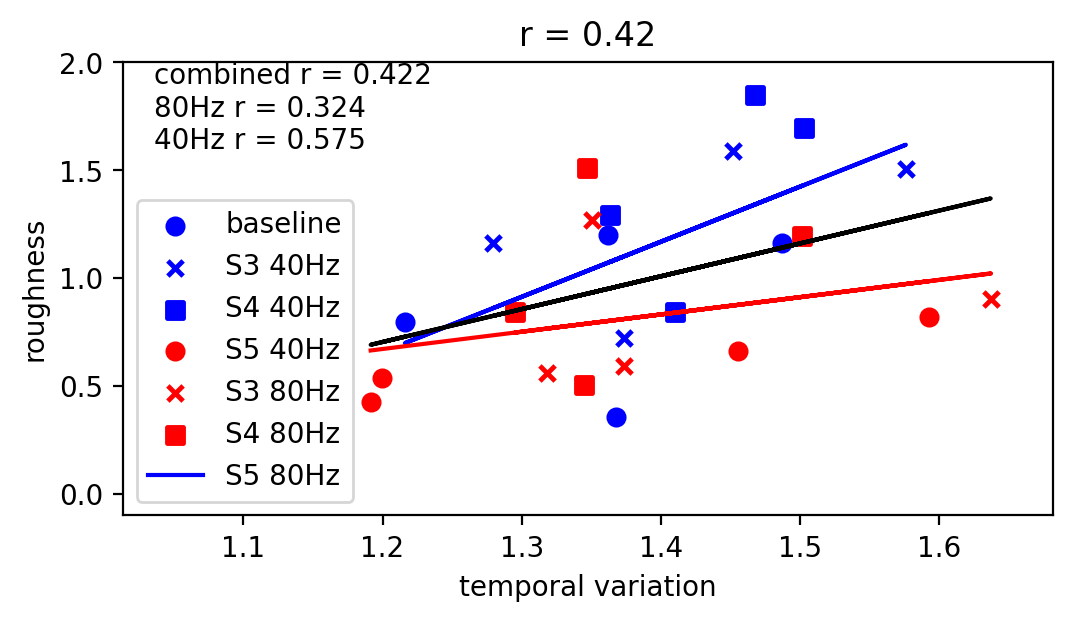 r = 0.42
combined r = 0.422
80Hz r = 0.324
40Hz r = 0.575
baseline
S3 40Hz
S4 40Hz
S5 40Hz
S3 80Hz
S4 80Hz
S5 80Hz
roughness
2.0
1.5
1.0
0.5
0.0
1.1 1.2 1.3 1.4 1.5 1.6
temporal variation